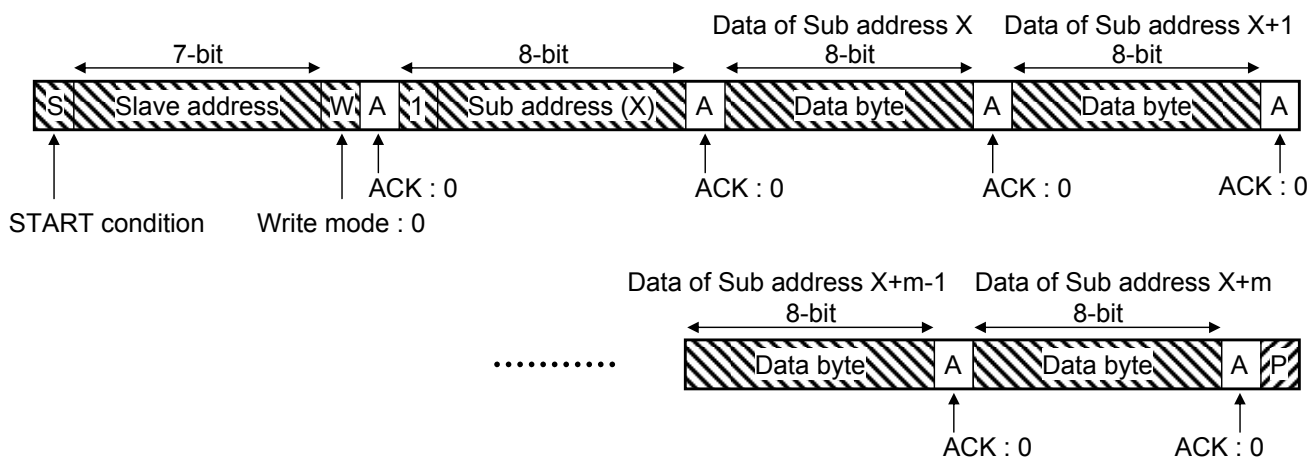 Data of Sub address X Data of Sub address X+1
7-bit 8-bit 8-bit 8-bit
S Slave address W A 1 Sub address (X) A Data byte A Data byte A
ACK : 0 ACK : 0 ACK : 0 ACK : 0
START condition Write mode : 0
Data of Sub address X+m-1 Data of Sub address X+m
8-bit 8-bit
........... Data byte A Data byte A P
ACK : 0 ACK : 0